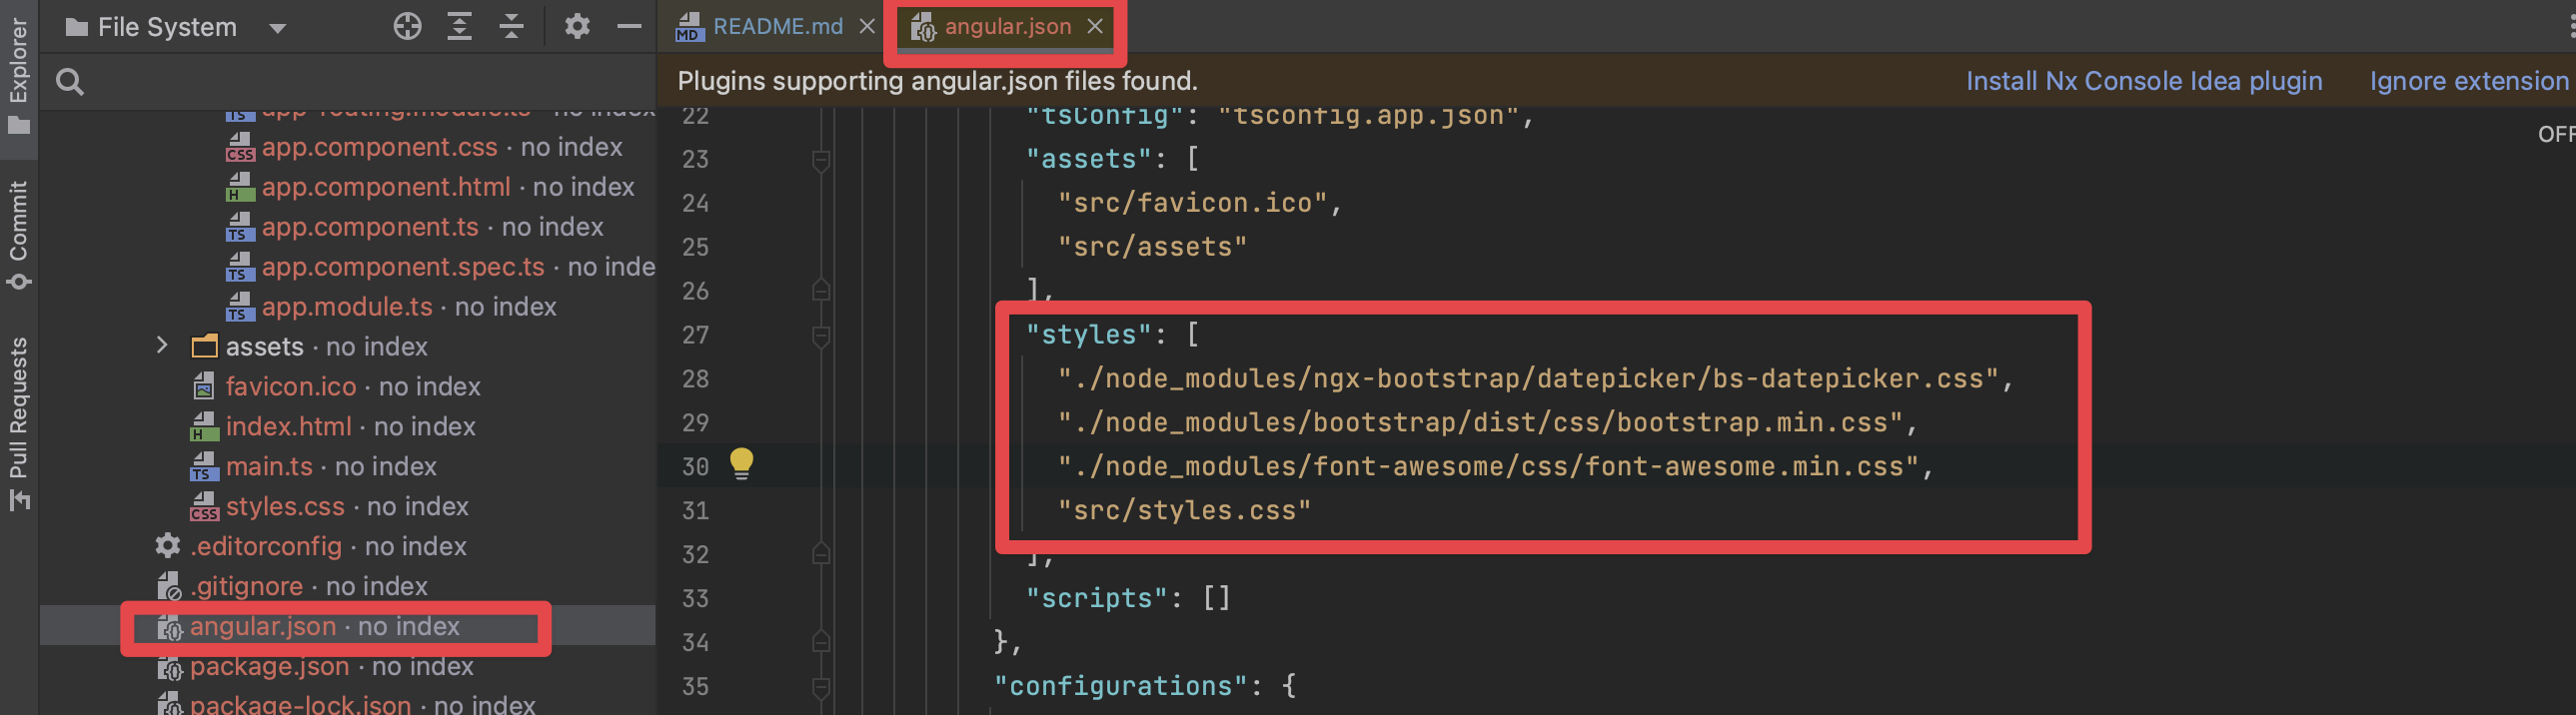 Explorer
Commit
Pull Requests
File System
app-routing.module.ts · no index
app.component.css · no index
app.component.html · no index
app.component.ts · no index
app.component.spec.ts · no inde
app.module.ts · no index
assets · no index
favicon.ico · no index
index.html · no index
main.ts · no index
styles.css · no index
.editorconfig · no index
.gitignore · no index
angular.json · no index
package.json · no index
package-lock.json · no index
README.md
angular.json
Plugins supporting angular.json files found.
Install Nx Console Idea plugin
Ignore extension
OFF
22 "tsConfig": "tsconfig.app.json",
23 "assets": [
24 "src/favicon.ico",
25 "src/assets"
26 ],
27 "styles": [
28 "./node_modules/ngx-bootstrap/datepicker/bs-datepicker.css",
29 "./node_modules/bootstrap/dist/css/bootstrap.min.css",
30 "./node_modules/font-awesome/css/font-awesome.min.css",
31 "src/styles.css"
32 ],
33 "scripts": []
34 },
35 "configurations": {